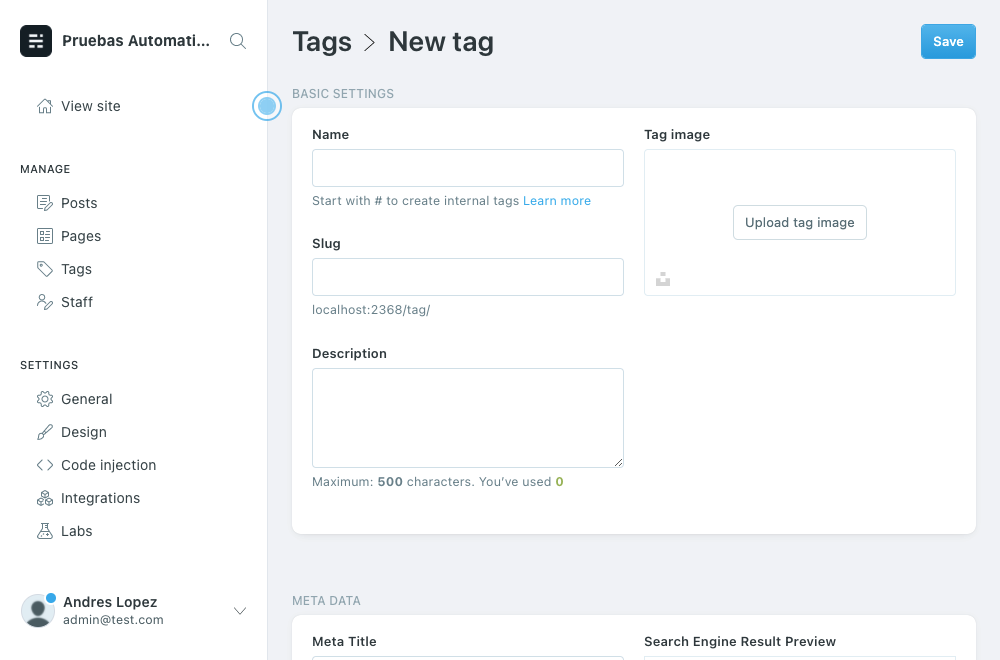 Pruebas Automati...
View site
MANAGE
Posts
Pages
Tags
Staff
SETTINGS
General
Design
Code injection
Integrations
Labs
Andres Lopez
admin@test.com
Tags > New tag
Save
BASIC SETTINGS
Name
Start with # to create internal tags Learn more
Slug
localhost:2368/tag/
Description
Maximum: 500 characters. You’ve used 0
Tag image
Upload tag image
META DATA
Meta Title
Search Engine Result Preview